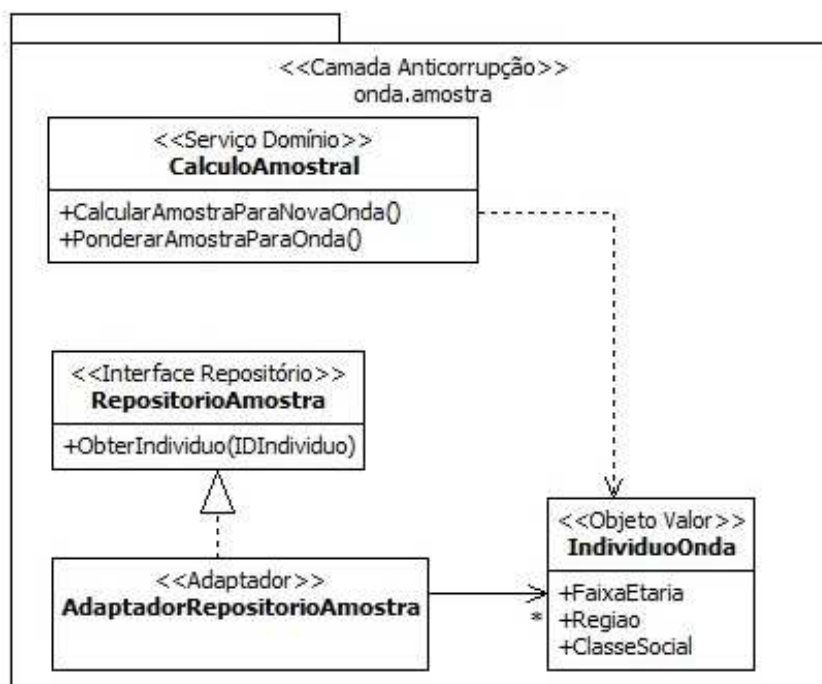 <<Camada Anticorrupção>>
onda.amostra
<<Serviço Domínio>>
CalculoAmostral
+CalcularAmostraParaNovaOnda()
+PonderarAmostraParaOnda()
<<Interface Repositório>>
RepositorioAmostra
+ObterIndividuo(IDIndividuo)
<<Adaptador>>
AdaptadorRepositorioAmostra
*
<<Objeto Valor>>
IndividuoOnda
+FaixaEtaria
+Regiao
+ClasseSocial